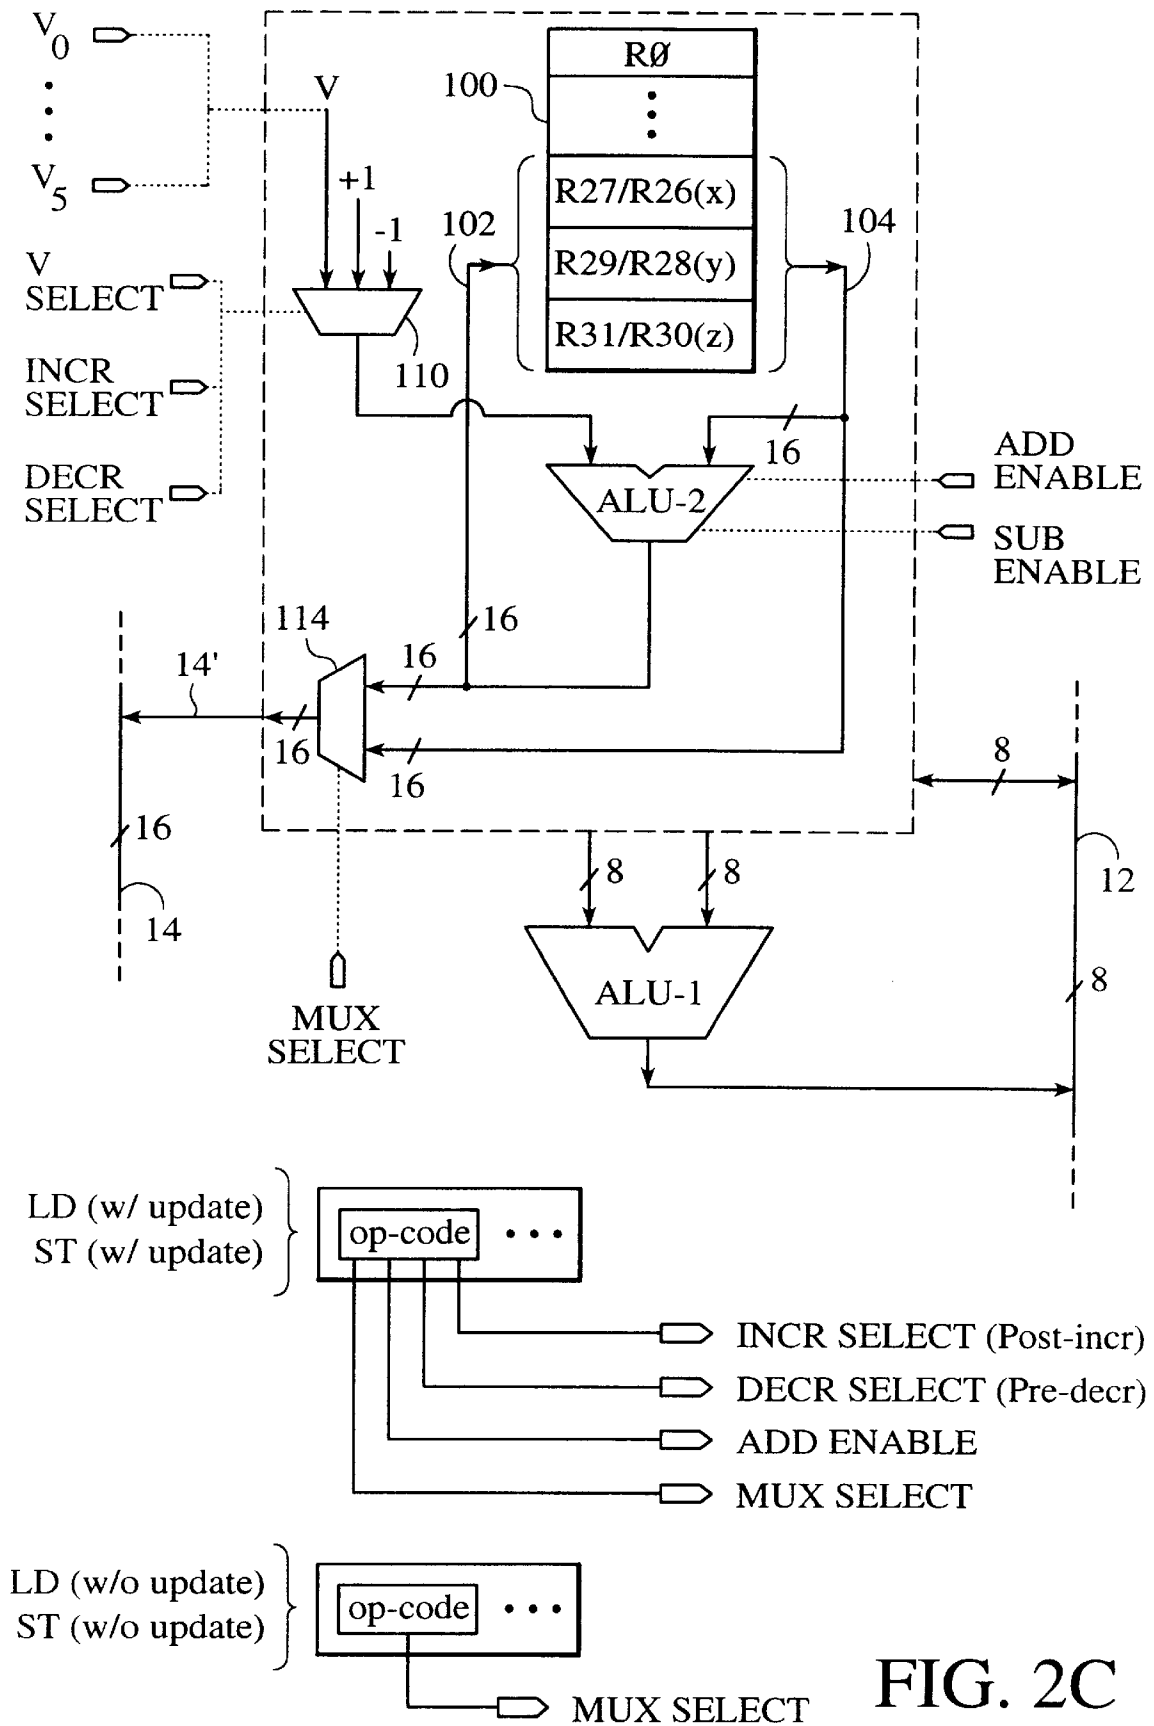 V0
V
V5
+1
-1
V
SELECT
INCR
SELECT
DECR
SELECT
110
100
RØ
R27/R26(x)
R29/R28(y)
R31/R30(z)
102
104
16
ALU-2
ADD
ENABLE
SUB
ENABLE
114
16
16
14'
16
16
16
14
MUX
SELECT
8
8
8
12
8
ALU-1
LD (w/ update)
ST (w/ update)
op-code
INCR SELECT (Post-incr)
DECR SELECT (Pre-decr)
ADD ENABLE
MUX SELECT
LD (w/o update)
ST (w/o update)
op-code
MUX SELECT
FIG. 2C